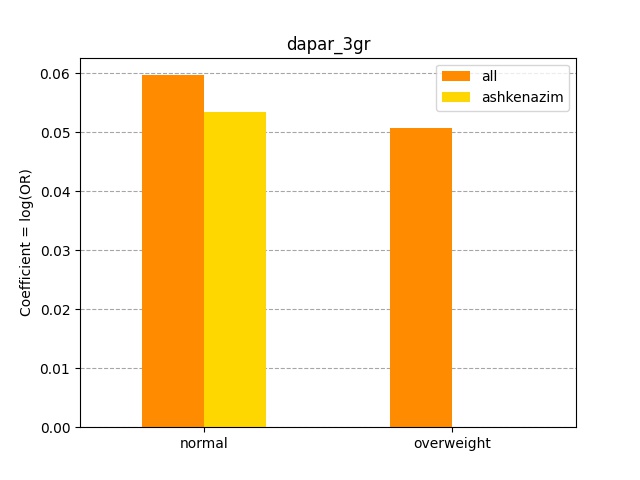 dapar_3gr
all
ashkenazim
Coefficient = log(OR)
0.06
0.05
0.04
0.03
0.02
0.01
0.00
normal
overweight